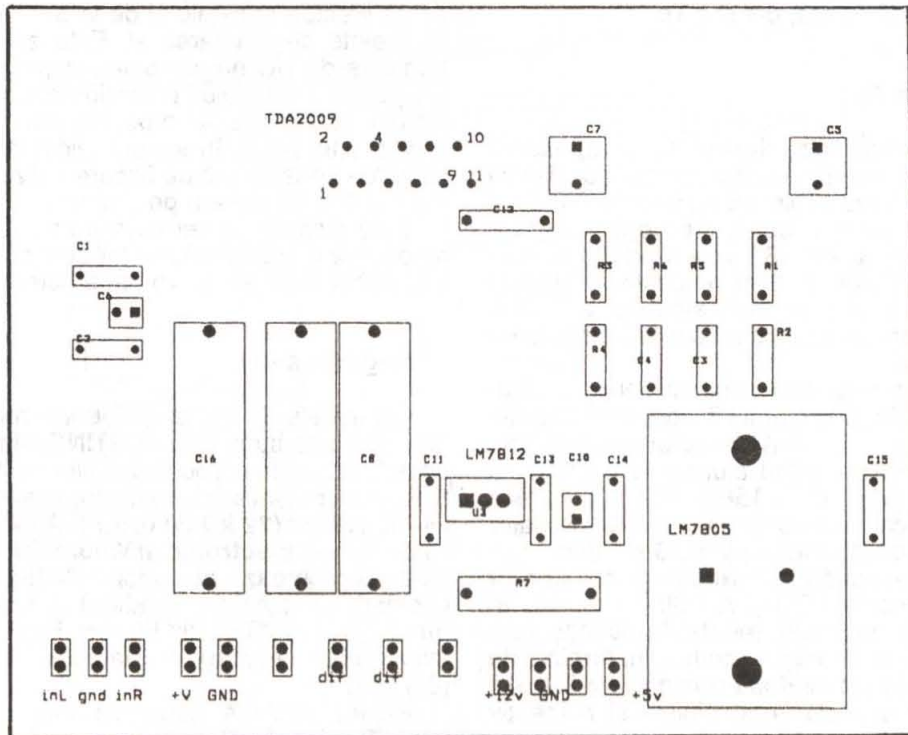 TDA2009
C7
C5
2
4
10
1
9
11
C12
C1
R3
R6
R5
R1
C6
C2
R4
C4
C3
R2
C16
C8
C11
LM7812
C13
C10
C14
C15
U3
LM7805
R7
inL
gnd
inR
+V
GND
dif
dif
+12V
GND
+5V